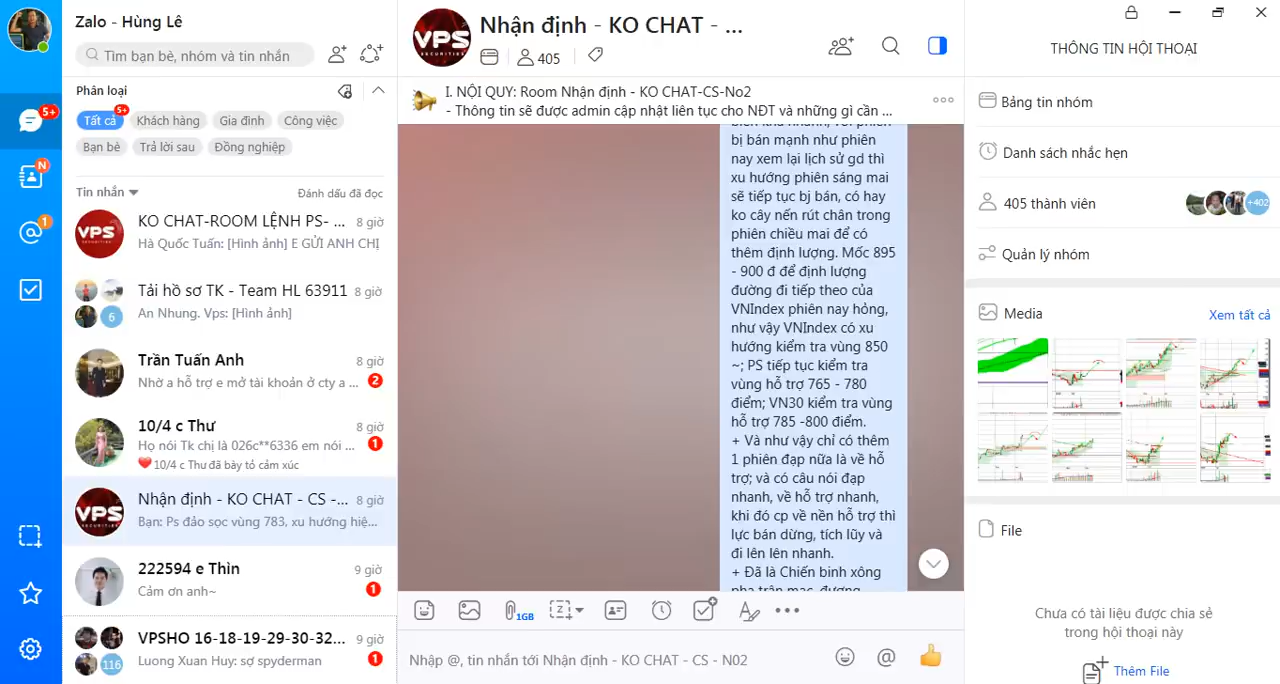 Zalo - Hùng Lê
Tìm bạn bè, nhóm và tin nhắn
Phân loại
5+
Tất cả
Khách hàng
Gia đình
Công việc
Bạn bè
Trả lời sau
Đồng nghiệp
5+
N
1
Tin nhắn
Đánh dấu đã đọc
VPS
SECURITIES
KO CHAT-ROOM LỆNH PS- ...
8 giờ
Hà Quốc Tuấn: [Hình ảnh] E GỬI ANH CHỊ
Tải hồ sơ TK - Team HL 63911
8 giờ
An Nhung. Vps: [Hình ảnh]
6
Trần Tuấn Anh
8 giờ
Nhờ a hỗ trợ e mở tài khoản ở cty a ...
2
10/4 c Thư
8 giờ
Họ nói Tk chị là 026c**6336 em nói ...
1
10/4 c Thư đã bày tỏ cảm xúc
VPS
SECURITIES
Nhận định - KO CHAT - CS -...
8 giờ
Bạn: Ps đảo sọc vùng 783, xu hướng hiệ...
222594 e Thìn
9 giờ
Cảm ơn anh~
1
VPSHO 16-18-19-29-30-32...
9 giờ
Luong Xuan Huy: sợ spyderman
1
116
VPS
SECURITIES
Nhận định - KO CHAT - ...
405
I. NỘI QUY: Room Nhận định - KO CHAT-CS-No2
- Thông tin sẽ được admin cập nhật liên tục cho NĐT và những gì cần ...
bị bán mạnh như phiên
nay xem lại lịch sử gd thì
xu hướng phiên sáng mai
sẽ tiếp tục bị bán, có hay
ko cây nến rút chân trong
phiên chiều mai để có
thêm định lượng. Mốc 895
- 900 đ để định lượng
đường đi tiếp theo của
VNIndex phiên nay hỏng,
như vậy VNIndex có xu
hướng kiểm tra vùng 850
~; PS tiếp tục kiểm tra
vùng hỗ trợ 765 - 780
điểm; VN30 kiểm tra vùng
hỗ trợ 785 -800 điểm.
+ Và như vậy chỉ có thêm
1 phiên đạp nữa là về hỗ
trợ; và có câu nói đạp
nhanh, về hỗ trợ nhanh,
khi đó cp về nền hỗ trợ thì
lực bán dừng, tích lũy và
đi lên lên nhanh.
+ Đã là Chiến binh xông
1GB
Nhập @, tin nhắn tới Nhận định - KO CHAT - CS - N02
THÔNG TIN HỘI THOẠI
Bảng tin nhóm
Danh sách nhắc hẹn
403 thành viên
+402
Quản lý nhóm
Media
Xem tất cả
File
Chưa có tài liệu được chia sẻ
trong hội thoại này
Thêm File